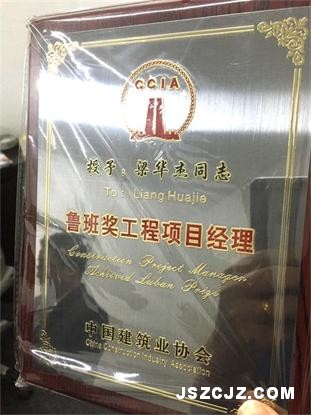 CCIA
授予：梁华杰同志
To: Liang Huajie
鲁班奖工程项目经理
Construction Project Manager
Achieved Luban Prize
中国建筑业协会
China Construction Industry Association
JSZCJZ.COM